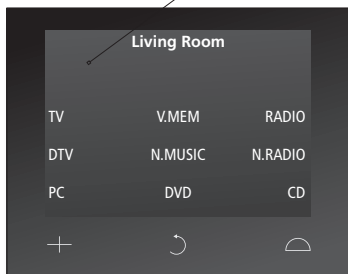 Living Room
TV V.MEM RADIO
DTV N.MUSIC N.RADIO
PC DVD CD